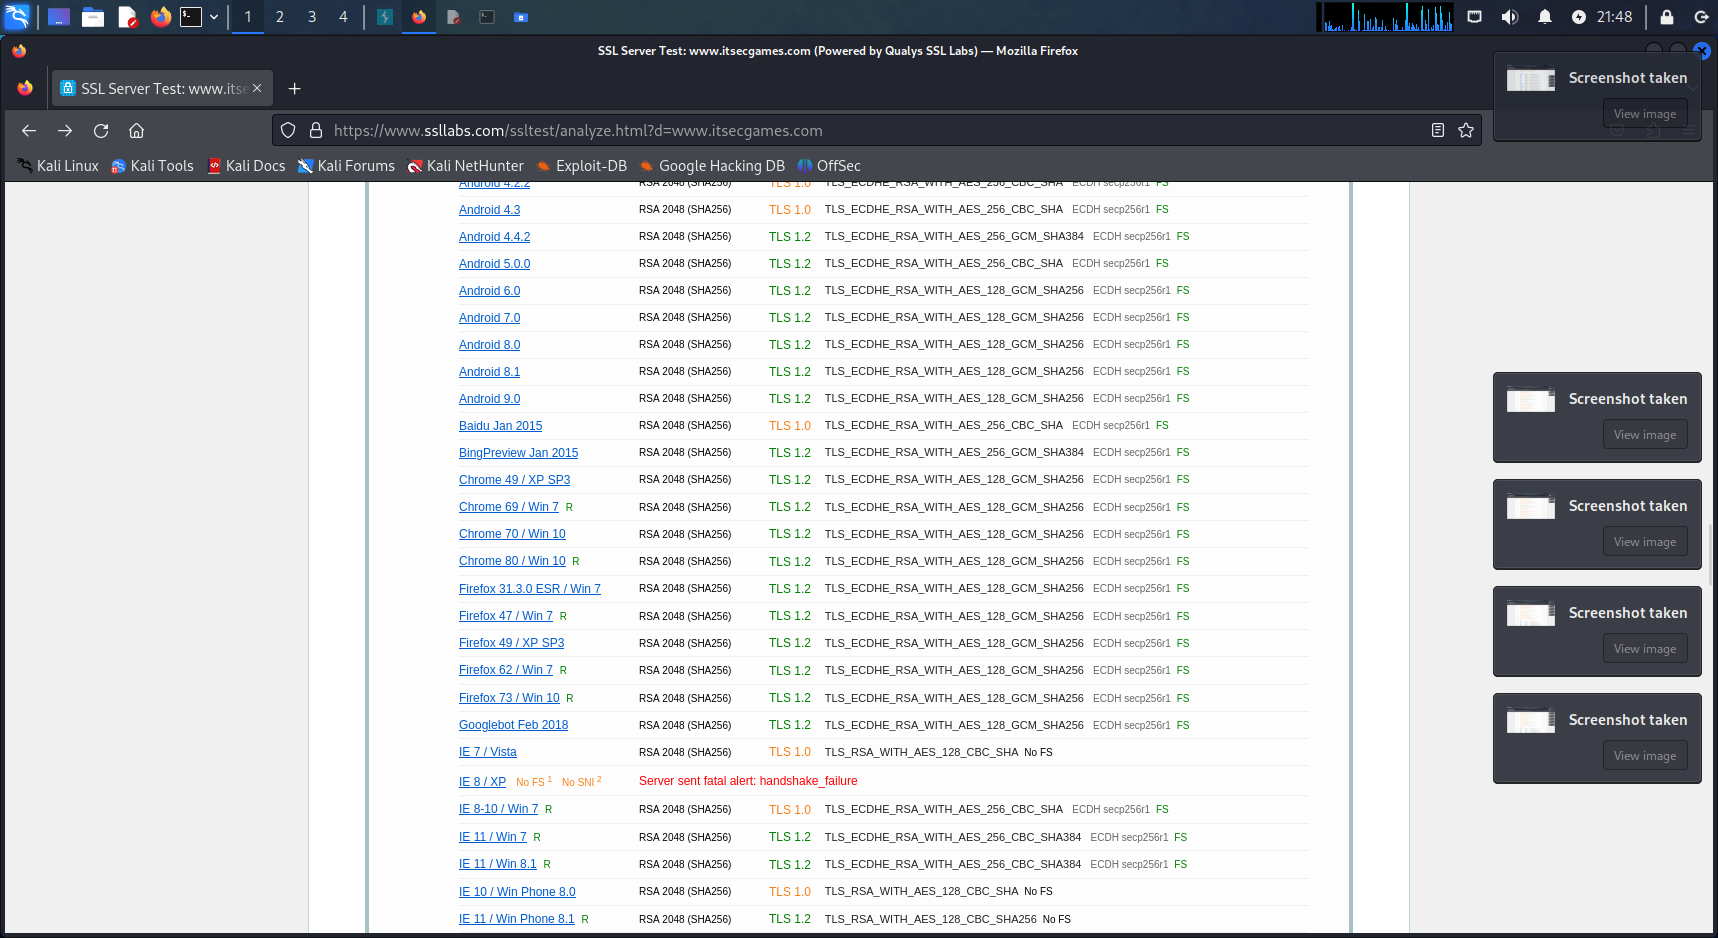 1 2 3 4 21:48
SSL Server Test: www.itsecgames.com (Powered by Qualys SSL Labs) — Mozilla Firefox
SSL Server Test: www.itse
https://www.ssllabs.com/ssltest/analyze.html?d=www.itsecgames.com
Kali Linux Kali Tools Kali Docs Kali Forums Kali NetHunter Exploit-DB Google Hacking DB OffSec
Android 4.2.2 TLS 1.0 TLS_ECDHE_RSA_WITH_AES_256_CBC_SHA ECDH secp256r1 FS
Android 4.3 RSA 2048 (SHA256) TLS 1.0 TLS_ECDHE_RSA_WITH_AES_256_CBC_SHA ECDH secp256r1 FS
Android 4.4.2 RSA 2048 (SHA256) TLS 1.2 TLS_ECDHE_RSA_WITH_AES_256_GCM_SHA384 ECDH secp256r1 FS
Android 5.0.0 RSA 2048 (SHA256) TLS 1.2 TLS_ECDHE_RSA_WITH_AES_256_CBC_SHA ECDH secp256r1 FS
Android 6.0 RSA 2048 (SHA256) TLS 1.2 TLS_ECDHE_RSA_WITH_AES_128_GCM_SHA256 ECDH secp256r1 FS
Android 7.0 RSA 2048 (SHA256) TLS 1.2 TLS_ECDHE_RSA_WITH_AES_128_GCM_SHA256 ECDH secp256r1 FS
Android 8.0 RSA 2048 (SHA256) TLS 1.2 TLS_ECDHE_RSA_WITH_AES_128_GCM_SHA256 ECDH secp256r1 FS
Android 8.1 RSA 2048 (SHA256) TLS 1.2 TLS_ECDHE_RSA_WITH_AES_128_GCM_SHA256 ECDH secp256r1 FS
Android 9.0 RSA 2048 (SHA256) TLS 1.2 TLS_ECDHE_RSA_WITH_AES_128_GCM_SHA256 ECDH secp256r1 FS
Baidu Jan 2015 RSA 2048 (SHA256) TLS 1.0 TLS_ECDHE_RSA_WITH_AES_256_CBC_SHA ECDH secp256r1 FS
BingPreview Jan 2015 RSA 2048 (SHA256) TLS 1.2 TLS_ECDHE_RSA_WITH_AES_256_GCM_SHA384 ECDH secp256r1 FS
Chrome 49 / XP SP3 RSA 2048 (SHA256) TLS 1.2 TLS_ECDHE_RSA_WITH_AES_128_GCM_SHA256 ECDH secp256r1 FS
Chrome 69 / Win 7 R RSA 2048 (SHA256) TLS 1.2 TLS_ECDHE_RSA_WITH_AES_128_GCM_SHA256 ECDH secp256r1 FS
Chrome 70 / Win 10 RSA 2048 (SHA256) TLS 1.2 TLS_ECDHE_RSA_WITH_AES_128_GCM_SHA256 ECDH secp256r1 FS
Chrome 80 / Win 10 R RSA 2048 (SHA256) TLS 1.2 TLS_ECDHE_RSA_WITH_AES_128_GCM_SHA256 ECDH secp256r1 FS
Firefox 31.3.0 ESR / Win 7 RSA 2048 (SHA256) TLS 1.2 TLS_ECDHE_RSA_WITH_AES_128_GCM_SHA256 ECDH secp256r1 FS
Firefox 47 / Win 7 R RSA 2048 (SHA256) TLS 1.2 TLS_ECDHE_RSA_WITH_AES_128_GCM_SHA256 ECDH secp256r1 FS
Firefox 49 / XP SP3 RSA 2048 (SHA256) TLS 1.2 TLS_ECDHE_RSA_WITH_AES_128_GCM_SHA256 ECDH secp256r1 FS
Firefox 62 / Win 7 R RSA 2048 (SHA256) TLS 1.2 TLS_ECDHE_RSA_WITH_AES_128_GCM_SHA256 ECDH secp256r1 FS
Firefox 73 / Win 10 R RSA 2048 (SHA256) TLS 1.2 TLS_ECDHE_RSA_WITH_AES_128_GCM_SHA256 ECDH secp256r1 FS
Googlebot Feb 2018 RSA 2048 (SHA256) TLS 1.2 TLS_ECDHE_RSA_WITH_AES_128_GCM_SHA256 ECDH secp256r1 FS
IE 7 / Vista RSA 2048 (SHA256) TLS 1.0 TLS_RSA_WITH_AES_128_CBC_SHA No FS
IE 8 / XP No FS 1 No SNI 2 Server sent fatal alert: handshake_failure
IE 8-10 / Win 7 R RSA 2048 (SHA256) TLS 1.0 TLS_ECDHE_RSA_WITH_AES_256_CBC_SHA ECDH secp256r1 FS
IE 11 / Win 7 R RSA 2048 (SHA256) TLS 1.2 TLS_ECDHE_RSA_WITH_AES_256_CBC_SHA384 ECDH secp256r1 FS
IE 11 / Win 8.1 R RSA 2048 (SHA256) TLS 1.2 TLS_ECDHE_RSA_WITH_AES_256_CBC_SHA384 ECDH secp256r1 FS
IE 10 / Win Phone 8.0 RSA 2048 (SHA256) TLS 1.0 TLS_RSA_WITH_AES_128_CBC_SHA No FS
IE 11 / Win Phone 8.1 R RSA 2048 (SHA256) TLS 1.2 TLS_RSA_WITH_AES_128_CBC_SHA256 No FS
Screenshot taken
View image
Screenshot taken
View image
Screenshot taken
View image
Screenshot taken
View image
Screenshot taken
View image